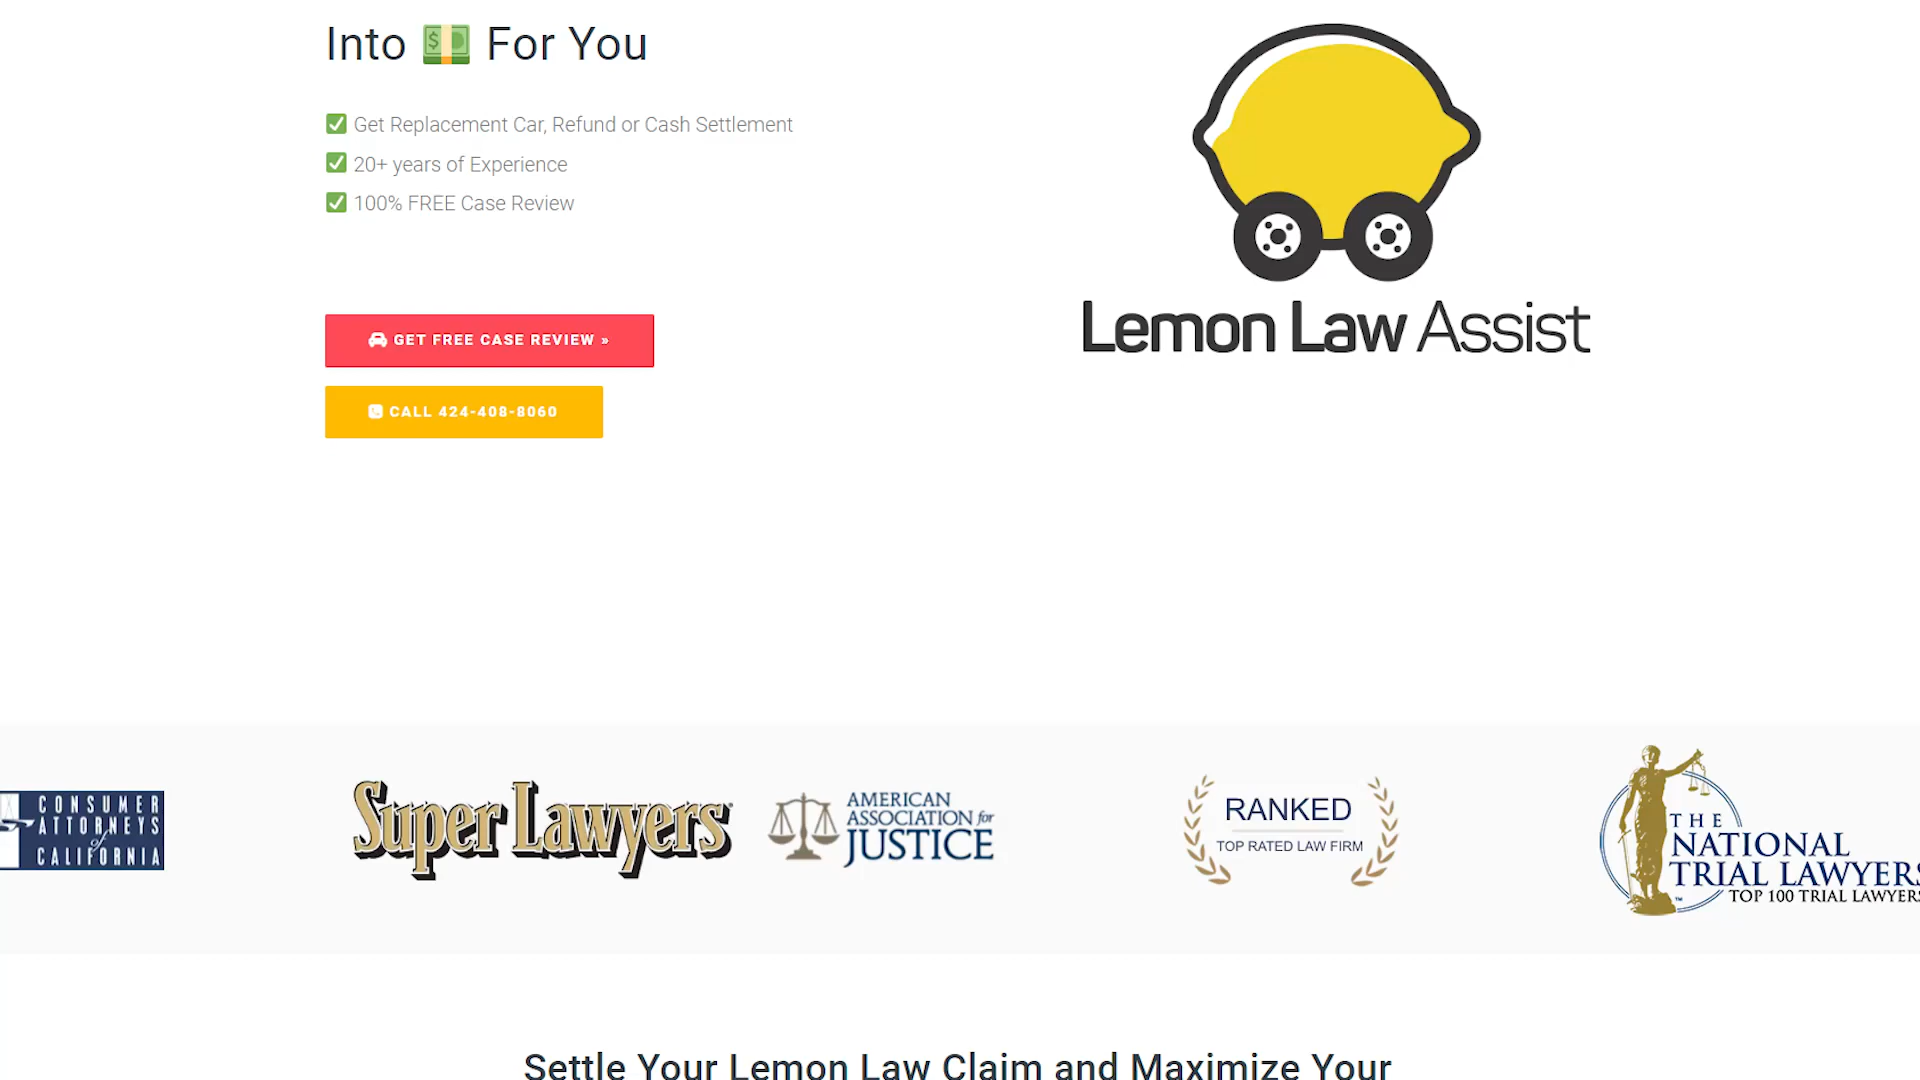 Into 💵 For You
✅ Get Replacement Car, Refund or Cash Settlement
✅ 20+ years of Experience
✅ 100% FREE Case Review
GET FREE CASE REVIEW »
CALL 424-408-8060
Lemon Law Assist
CONSUMER
ATTORNEYS
of
CALIFORNIA
Super Lawyers
AMERICAN
ASSOCIATION for
JUSTICE
RANKED
TOP RATED LAW FIRM
THE
NATIONAL
TRIAL LAWYERS
TOP 100 TRIAL LAWYERS
Settle Your Lemon Law Claim and Maximize Your